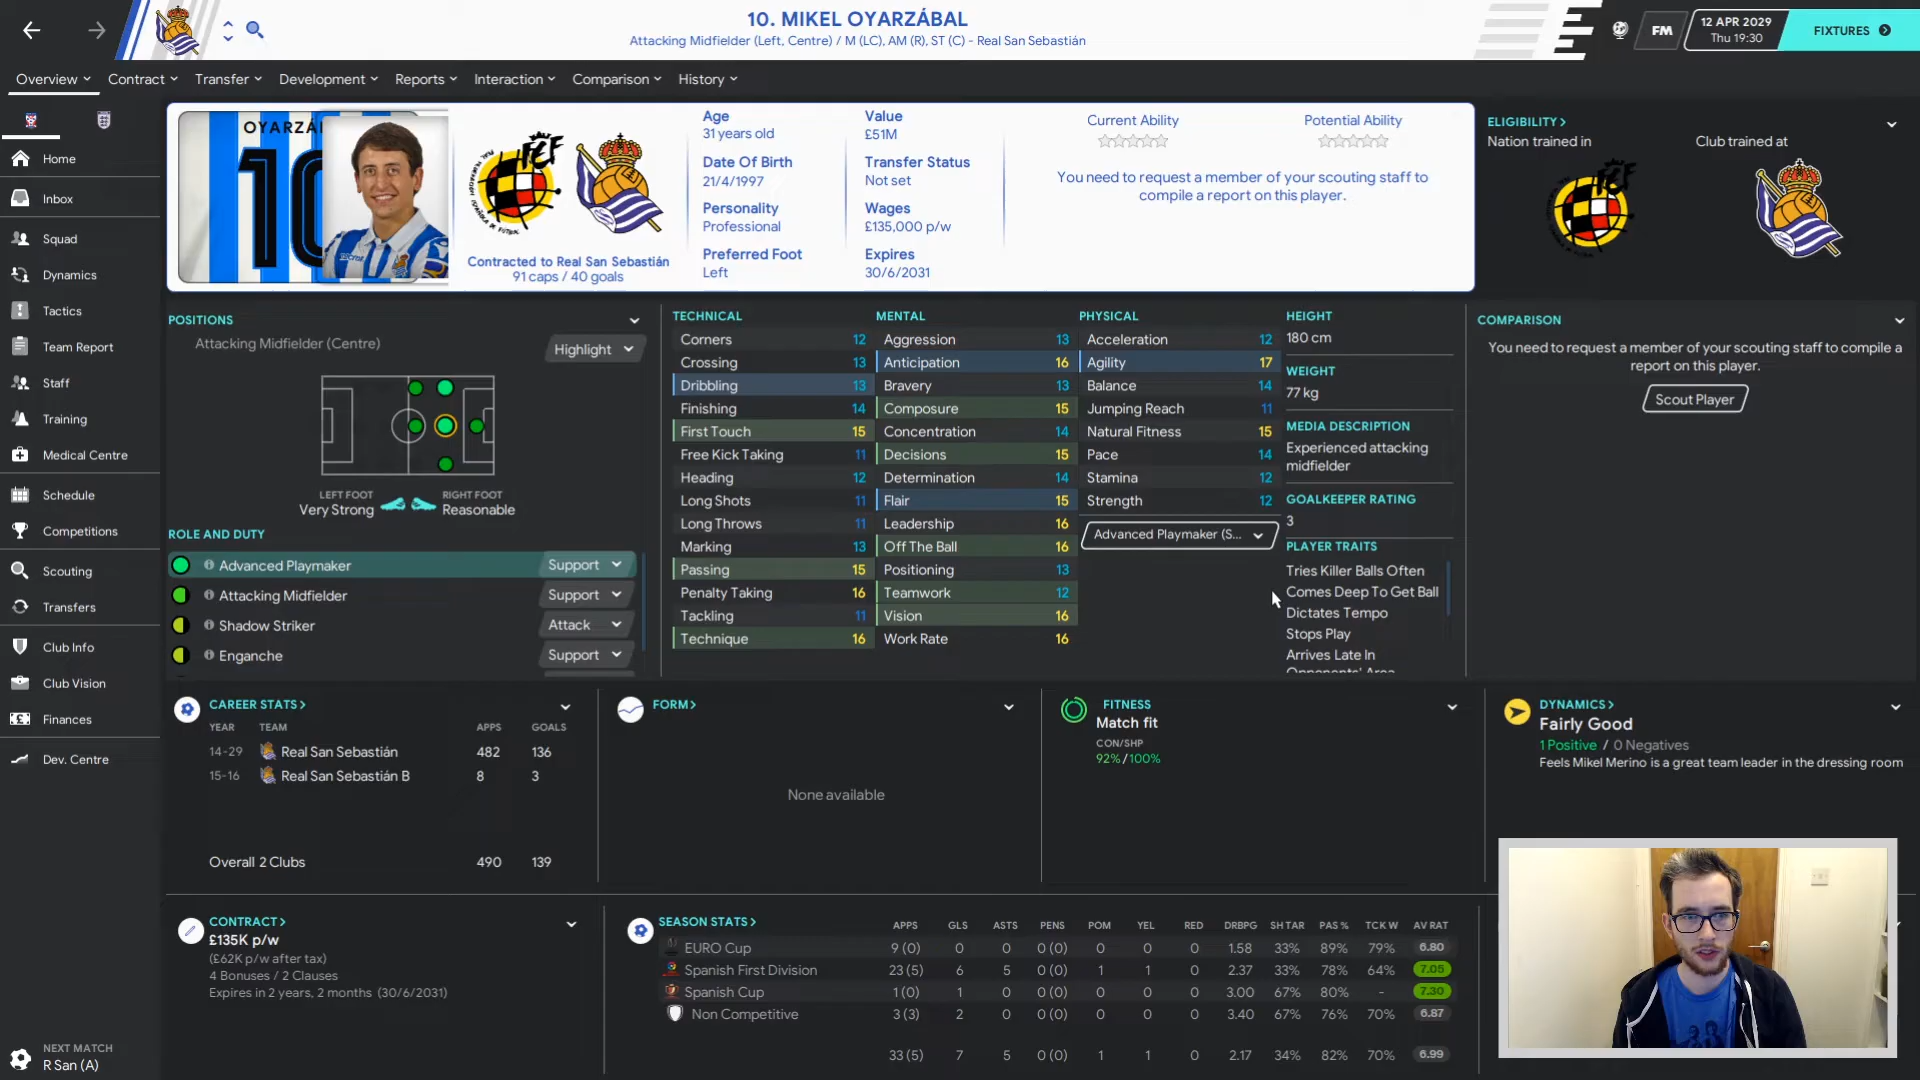 10. MIKEL OYARZÁBAL
Attacking Midfielder (Left, Centre) / M (LC), AM (R), ST (C) - Real San Sebastián
FM
12 APR 2029
Thu 19:30
FIXTURES
Overview
Contract
Transfer
Development
Reports
Interaction
Comparison
History
Home
Inbox
Squad
Dynamics
Tactics
Team Report
Staff
Training
Medical Centre
Schedule
Competitions
Scouting
Transfers
Club Info
Club Vision
Finances
Dev. Centre
NEXT MATCH
R San (A)
Contracted to Real San Sebastián
91 caps / 40 goals
Age
31 years old
Date Of Birth
21/4/1997
Personality
Professional
Preferred Foot
Left
Value
£51M
Transfer Status
Not set
Wages
£135,000 p/w
Expires
30/6/2031
Current Ability
Potential Ability
You need to request a member of your scouting staff to
compile a report on this player.
ELIGIBILITY >
Nation trained in
Club trained at
POSITIONS
Attacking Midfielder (Centre)
Highlight
LEFT FOOT
Very Strong
RIGHT FOOT
Reasonable
ROLE AND DUTY
Advanced Playmaker Support
Attacking Midfielder Support
Shadow Striker Attack
Enganche Support
TECHNICAL
Corners 12
Crossing 13
Dribbling 13
Finishing 14
First Touch 15
Free Kick Taking 11
Heading 12
Long Shots 11
Long Throws 11
Marking 13
Passing 15
Penalty Taking 16
Tackling 11
Technique 16
MENTAL
Aggression 13
Anticipation 16
Bravery 13
Composure 15
Concentration 14
Decisions 15
Determination 14
Flair 15
Leadership 16
Off The Ball 16
Positioning 13
Teamwork 12
Vision 16
Work Rate 16
PHYSICAL
Acceleration 12
Agility 17
Balance 14
Jumping Reach 11
Natural Fitness 15
Pace 14
Stamina 12
Strength 12
Advanced Playmaker (S...
HEIGHT
180 cm
WEIGHT
77 kg
MEDIA DESCRIPTION
Experienced attacking
midfielder
GOALKEEPER RATING
3
PLAYER TRAITS
Tries Killer Balls Often
Comes Deep To Get Ball
Dictates Tempo
Stops Play
Arrives Late In
Opponents' Area
COMPARISON
You need to request a member of your scouting staff to compile a
report on this player.
Scout Player
CAREER STATS >
YEAR TEAM APPS GOALS
14-29 Real San Sebastián 482 136
15-16 Real San Sebastián B 8 3
Overall 2 Clubs 490 139
FORM >
None available
FITNESS
Match fit
CON/SHP
92%/100%
DYNAMICS >
Fairly Good
1 Positive / 0 Negatives
Feels Mikel Merino is a great team leader in the dressing room
CONTRACT >
£135K p/w
(£62K p/w after tax)
4 Bonuses / 2 Clauses
Expires in 2 years, 2 months (30/6/2031)
SEASON STATS > APPS GLS ASTS PENS POM YEL RED DRBPG SH TAR PAS % TCK W AV RAT
EURO Cup 9 (0) 0 0 0 (0) 0 0 0 1.58 33% 89% 79% 6.80
Spanish First Division 23 (5) 6 5 0 (0) 1 1 0 2.37 33% 78% 64% 7.05
Spanish Cup 1 (0) 1 0 0 (0) 0 0 0 3.00 67% 80% - 7.30
Non Competitive 3 (3) 2 0 0 (0) 0 0 0 3.40 67% 76% 70% 6.87
33 (5) 7 5 0 (0) 1 1 0 2.17 34% 82% 70% 6.99